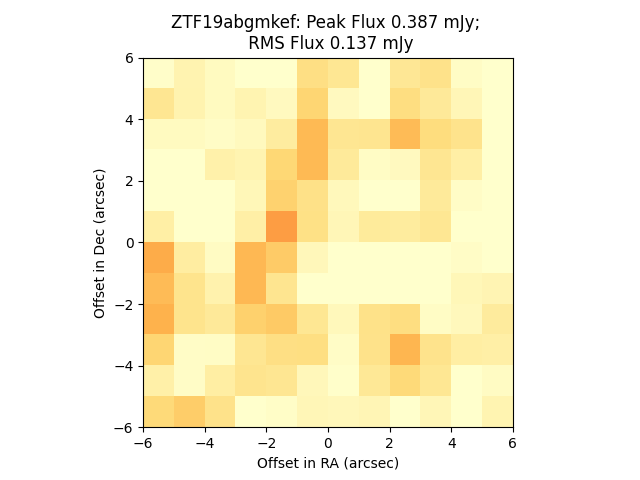 ZTF19abgmkef: Peak Flux 0.387 mJy;
RMS Flux 0.137 mJy
6
4
2
0
−2
−4
−6
Offset in Dec (arcsec)
−6 −4 −2 0 2 4 6
Offset in RA (arcsec)